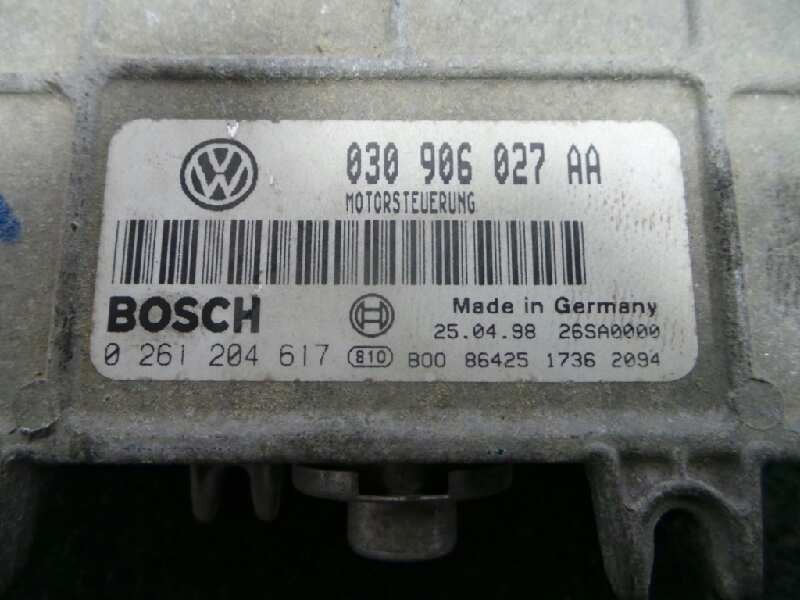 030 906 027 AA
MOTORSTEUERUNG
BOSCH
Made in Germany
25.04.98 26SA0000
0 261 204 617 810 B00 86425 1736 2094